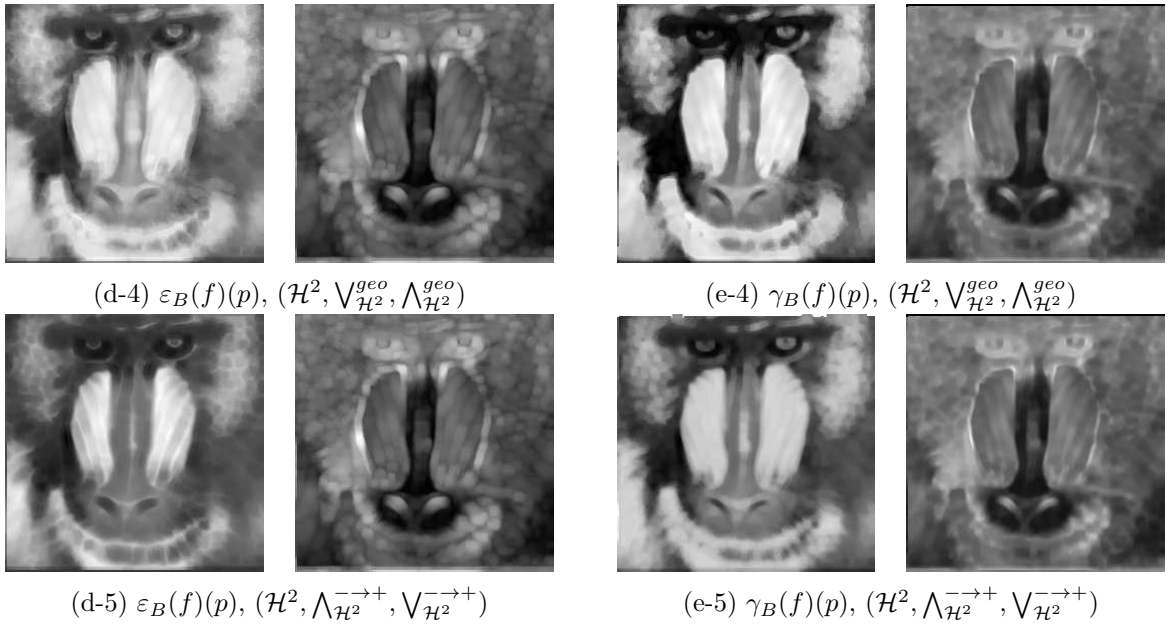 (d-4) ε_B(f)(p), (ℋ², ⋁^{geo}_{ℋ²}, ⋀^{geo}_{ℋ²})
(e-4) γ_B(f)(p), (ℋ², ⋁^{geo}_{ℋ²}, ⋀^{geo}_{ℋ²})
(d-5) ε_B(f)(p), (ℋ², ⋀^{−→+}_{ℋ²}, ⋁^{−→+}_{ℋ²})
(e-5) γ_B(f)(p), (ℋ², ⋀^{−→+}_{ℋ²}, ⋁^{−→+}_{ℋ²})